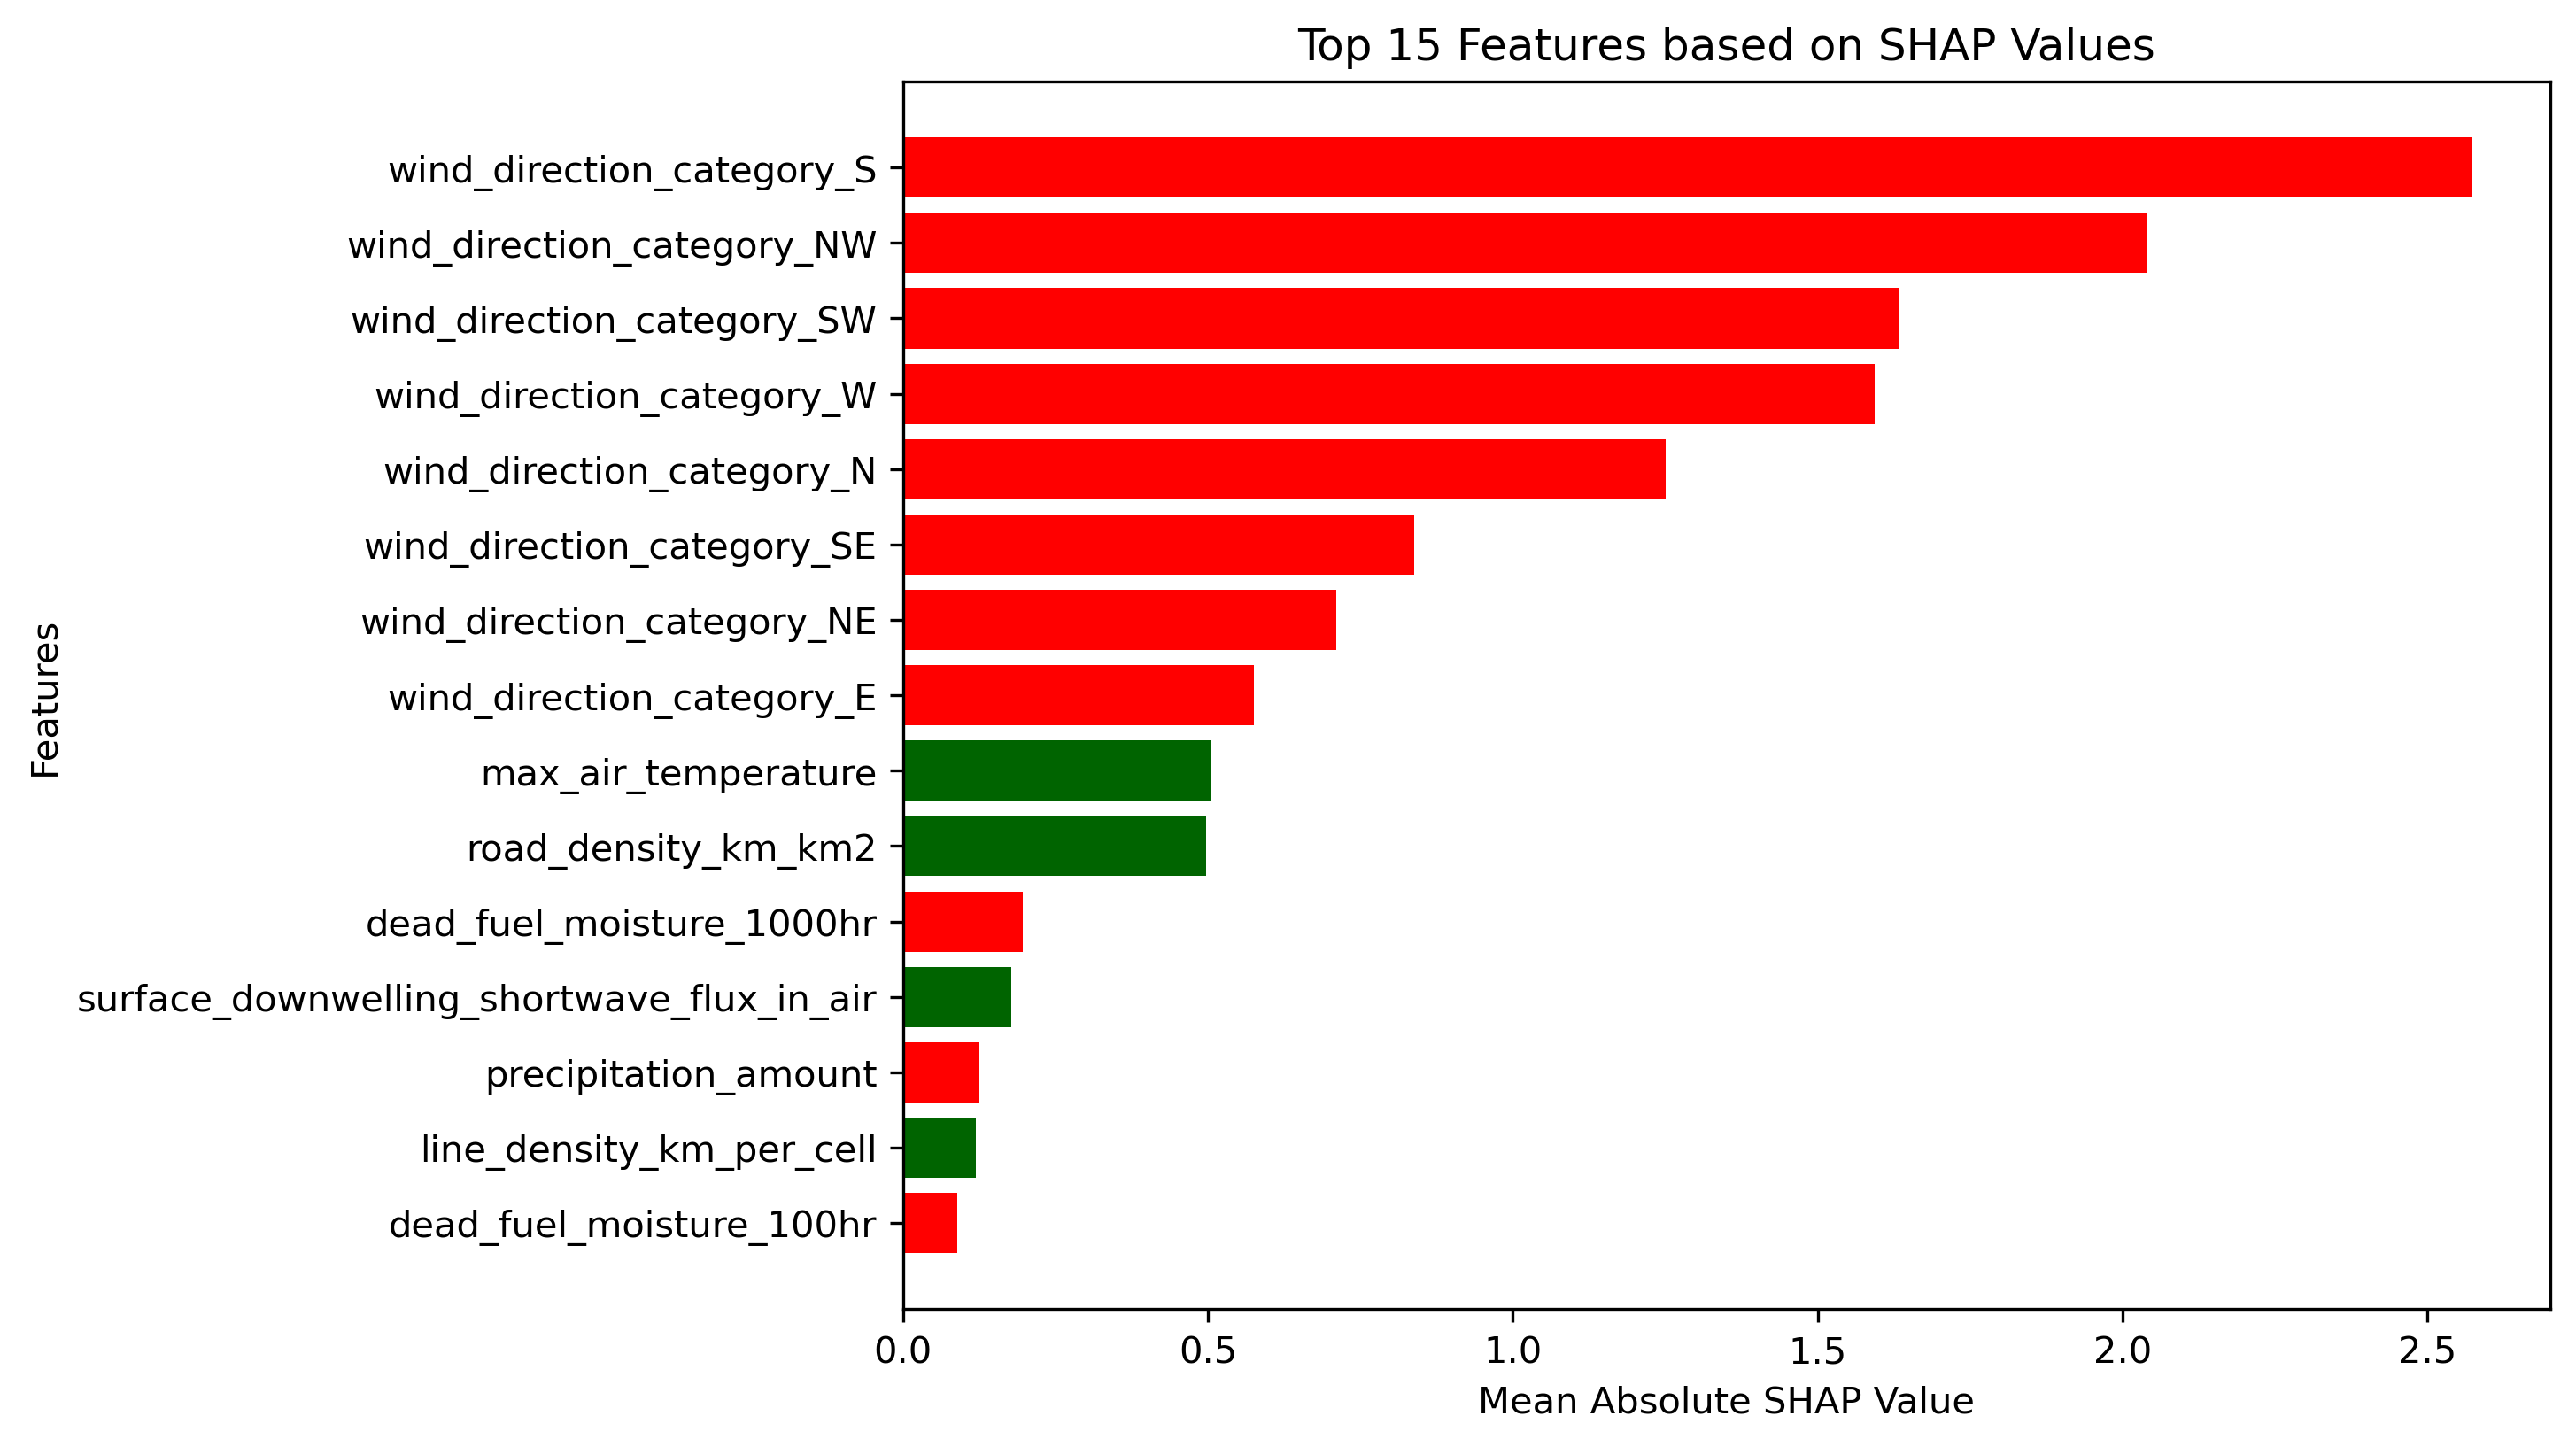 Top 15 Features based on SHAP Values
Features
wind_direction_category_S
wind_direction_category_NW
wind_direction_category_SW
wind_direction_category_W
wind_direction_category_N
wind_direction_category_SE
wind_direction_category_NE
wind_direction_category_E
max_air_temperature
road_density_km_km2
dead_fuel_moisture_1000hr
surface_downwelling_shortwave_flux_in_air
precipitation_amount
line_density_km_per_cell
dead_fuel_moisture_100hr
0.0 0.5 1.0 1.5 2.0 2.5
Mean Absolute SHAP Value